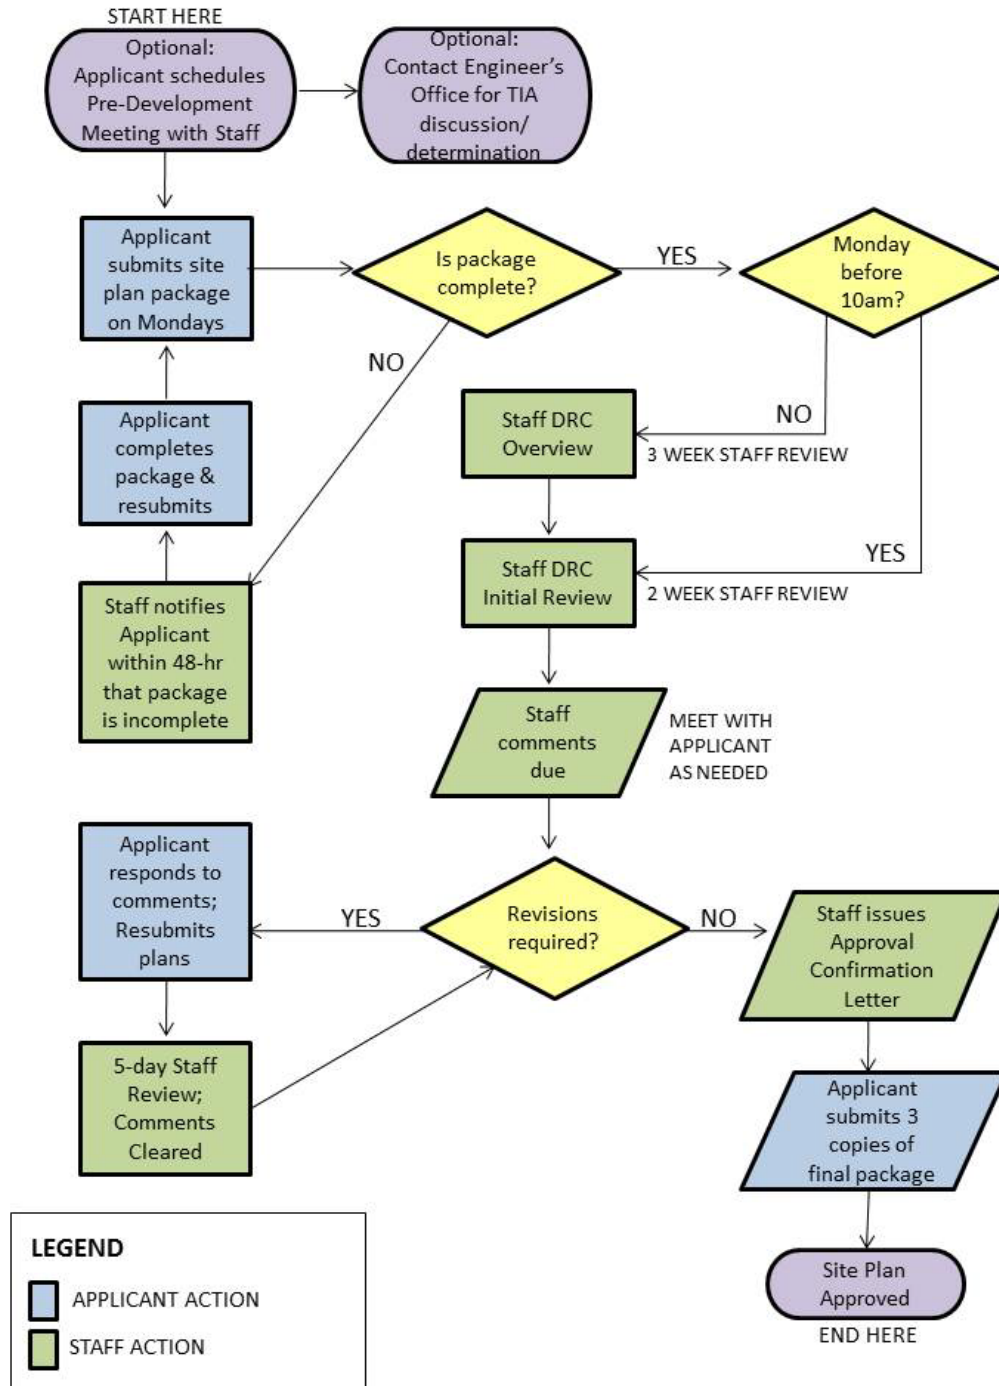 START HERE
Optional:
Applicant schedules
Pre-Development
Meeting with Staff
Optional:
Contact Engineer's
Office for TIA
discussion/
determination
Applicant
submits site
plan package
on Mondays
Is package
complete?
YES
Monday
before
10am?
NO
Applicant
completes
package &
resubmits
Staff DRC
Overview
NO
3 WEEK STAFF REVIEW
Staff notifies
Applicant
within 48-hr
that package
is incomplete
Staff DRC
Initial Review
YES
2 WEEK STAFF REVIEW
Staff
comments
due
MEET WITH
APPLICANT
AS NEEDED
Applicant
responds to
comments;
Resubmits
plans
YES
Revisions
required?
NO
Staff issues
Approval
Confirmation
Letter
5-day Staff
Review;
Comments
Cleared
Applicant
submits 3
copies of
final package
Site Plan
Approved
END HERE
LEGEND
APPLICANT ACTION
STAFF ACTION